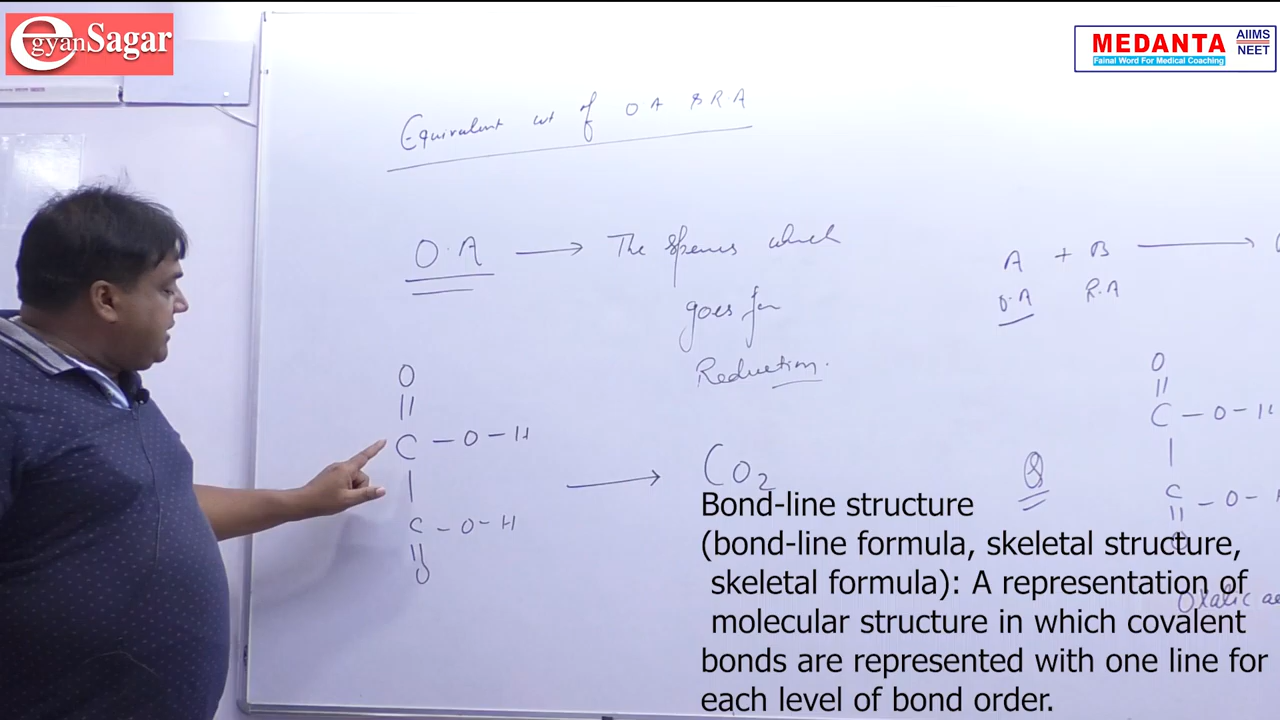 egyanSagar
MEDANTA AIIMS NEET
Fainal Word For Medical Coaching
Equivalent wt of OA & R.A
O.A → The species which
goes for
Reduction.
A + B →
O.A R.A
O
||
C - O - H
|
C - O - H
||
O
→ CO2
Q
O
||
C - O - H
|
C - O - H
||
O
Oxalic ac
Bond-line structure
(bond-line formula, skeletal structure,
skeletal formula): A representation of
molecular structure in which covalent
bonds are represented with one line for
each level of bond order.